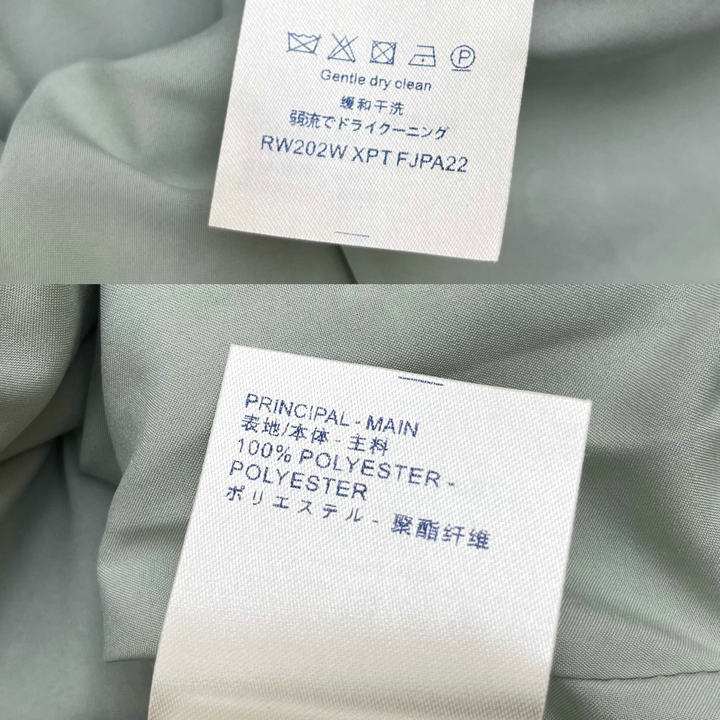 Gentle dry clean
缓和干洗
弱流でドライクーニング
RW202W XPT FJPA22
PRINCIPAL - MAIN
表地/本体 - 主料
100% POLYESTER -
POLYESTER
ポリエステル - 聚酯纤维